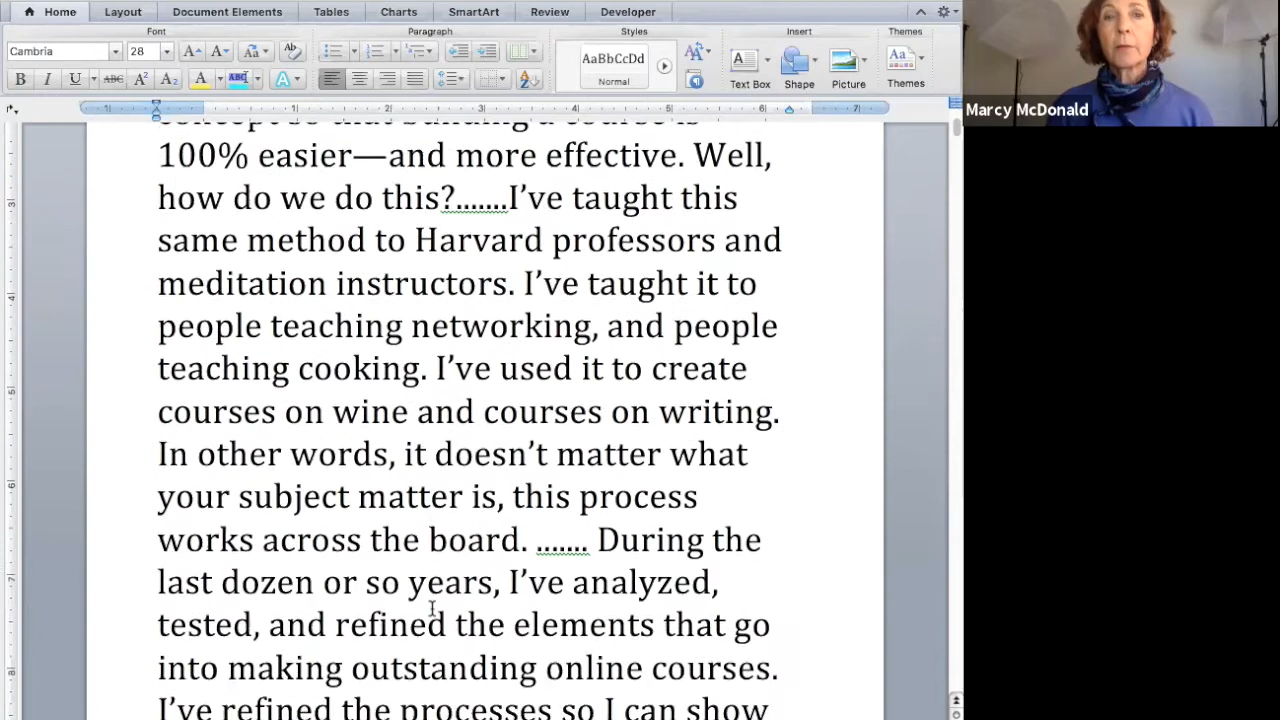 Home Layout Document Elements Tables Charts SmartArt Review Developer
Font Paragraph Styles Insert Themes
Cambria 28
AaBbCcDd
Normal
Text Box Shape Picture Themes
Marcy McDonald
concept so that building a course is
100% easier—and more effective. Well,
how do we do this?.......I’ve taught this
same method to Harvard professors and
meditation instructors. I’ve taught it to
people teaching networking, and people
teaching cooking. I’ve used it to create
courses on wine and courses on writing.
In other words, it doesn’t matter what
your subject matter is, this process
works across the board. ....... During the
last dozen or so years, I’ve analyzed,
tested, and refined the elements that go
into making outstanding online courses.
I’ve refined the processes so I can show